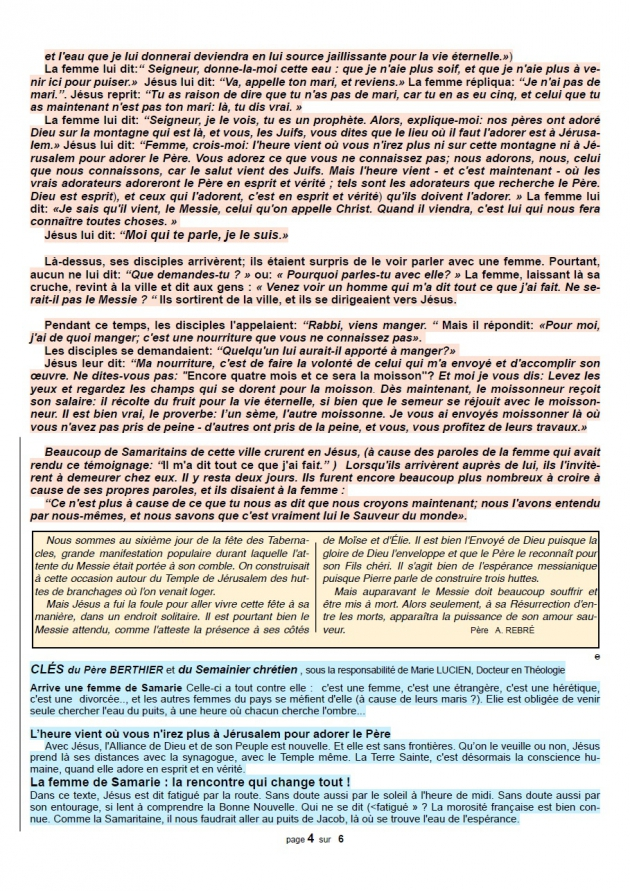 et l'eau que je lui donnerai deviendra en lui source jaillissante pour la vie éternelle.»)
La femme lui dit:“ Seigneur, donne-la-moi cette eau : que je n'aie plus soif, et que je n'aie plus à ve-
nir ici pour puiser.» Jésus lui dit: “Va, appelle ton mari, et reviens.» La femme répliqua: “Je n'ai pas de
mari.”. Jésus reprit: “Tu as raison de dire que tu n'as pas de mari, car tu en as eu cinq, et celui que tu
as maintenant n'est pas ton mari: là, tu dis vrai. »
La femme lui dit: “Seigneur, je le vois, tu es un prophète. Alors, explique-moi: nos pères ont adoré
Dieu sur la montagne qui est là, et vous, les Juifs, vous dites que le lieu où il faut l'adorer est à Jérusa-
lem.» Jésus lui dit: “Femme, crois-moi: l'heure vient où vous n'irez plus ni sur cette montagne ni à Jé-
rusalem pour adorer le Père. Vous adorez ce que vous ne connaissez pas; nous adorons, nous, celui
que nous connaissons, car le salut vient des Juifs. Mais l'heure vient - et c'est maintenant - où les
vrais adorateurs adoreront le Père en esprit et vérité ; tels sont les adorateurs que recherche le Père.
Dieu est esprit), et ceux qui l'adorent, c'est en esprit et vérité) qu'ils doivent l'adorer. » La femme lui
dit: «Je sais qu'il vient, le Messie, celui qu'on appelle Christ. Quand il viendra, c'est lui qui nous fera
connaître toutes choses. »
Jésus lui dit: “Moi qui te parle, je le suis.»
Là-dessus, ses disciples arrivèrent; ils étaient surpris de le voir parler avec une femme. Pourtant,
aucun ne lui dit: “Que demandes-tu ? » ou: « Pourquoi parles-tu avec elle? » La femme, laissant là sa
cruche, revint à la ville et dit aux gens : « Venez voir un homme qui m'a dit tout ce que j'ai fait. Ne se-
rait-il pas le Messie ? “ Ils sortirent de la ville, et ils se dirigeaient vers Jésus.
Pendant ce temps, les disciples l'appelaient: “Rabbi, viens manger. “ Mais il répondit: «Pour moi,
j'ai de quoi manger; c'est une nourriture que vous ne connaissez pas».
Les disciples se demandaient: “Quelqu'un lui aurait-il apporté à manger?»
Jésus leur dit: “Ma nourriture, c'est de faire la volonté de celui qui m'a envoyé et d'accomplir son
œuvre. Ne dites-vous pas: "Encore quatre mois et ce sera la moisson"? Et moi je vous dis: Levez les
yeux et regardez les champs qui se dorent pour la moison. Dès maintenant, le moissonneur reçoit
son salaire: il récolte du fruit pour la vie éternelle, si bien que le semeur se réjouit avec le moisson-
neur. Il est bien vrai, le proverbe: l'un sème, l'autre moissonne. Je vous ai envoyés moissonner là où
vous n'avez pas pris de peine - d'autres ont pris de la peine, et vous, vous profitez de leurs travaux.»
Beaucoup de Samaritains de cette ville crurent en Jésus, (à cause des paroles de la femme qui avait
rendu ce témoignage: “Il m'a dit tout ce que j'ai fait.” ) Lorsqu'ils arrivèrent auprès de lui, ils l'invitè-
rent à demeurer chez eux. Il y resta deux jours. Ils furent encore beaucoup plus nombreux à croire à
cause de ses propres paroles, et ils disaient à la femme :
“Ce n'est plus à cause de ce que tu nous as dit que nous croyons maintenant; nous l'avons entendu
par nous-mêmes, et nous savons que c'est vraiment lui le Sauveur du monde».
Nous sommes au sixième jour de la fête des Taberna-
cles, grande manifestation populaire durant laquelle l'at-
tente du Messie était portée à son comble. On construisait
à cette occasion autour du Temple de Jérusalem des hut-
tes de branchages où l'on venait loger.
Mais Jésus a fui la foule pour aller vivre cette fête à sa
manière, dans un endroit solitaire. Il est pourtant bien le
Messie attendu, comme l'atteste la présence à ses côtés
de Moïse et d'Élie. Il est bien l'Envoyé de Dieu puisque la
gloire de Dieu l'enveloppe et que le Père le reconnaît pour
son Fils chéri. Il s'agit bien de l'espérance messianique
puisque Pierre parle de construire trois huttes.
Mais auparavant le Messie doit beaucoup souffrir et
être mis à mort. Alors seulement, à sa Résurrection d'en-
tre les morts, apparaîtra la puissance de son amour sau-
veur. Père A. REBRÉ
e
CLÉS du Père BERTHIER et du Semainier chrétien , sous la responsabilité de Marie LUCIEN, Docteur en Théologie
Arrive une femme de Samarie Celle-ci a tout contre elle : c'est une femme, c'est une étrangère, c'est une hérétique,
c'est une divorcée.., et les autres femmes du pays se méfient d'elle (à cause de leurs maris ?). Elle est obligée de venir
seule chercher l'eau du puits, à une heure où chacun cherche l'ombre...
L'heure vient où vous n'irez plus à Jérusalem pour adorer le Père
Avec Jésus, l'Alliance de Dieu et de son Peuple est nouvelle. Et elle est sans frontières. Qu'on le veuille ou non, Jésus
prend là ses distances avec la synagogue, avec le Temple même. La Terre Sainte, c'est désormais la conscience hu-
maine, quand elle adore en esprit et en vérité.
La femme de Samarie : la rencontre qui change tout !
Dans ce texte, Jésus est dit fatigué par la route. Sans doute aussi par le soleil à l'heure de midi. Sans doute aussi par
son entourage, si lent à comprendre la Bonne Nouvelle. Qui ne se dit (<fatigué » ? La morosité française est bien con-
nue. Comme la Samaritaine, il nous faudrait aller au puits de Jacob, là où se trouve l'eau de l'espérance.
page 4 sur 6